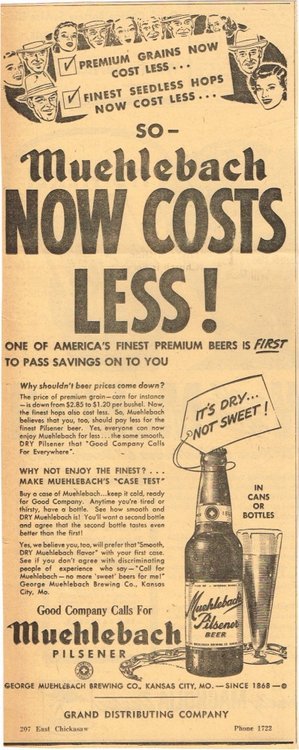 PREMIUM GRAINS NOW
COST LESS...
FINEST SEEDLESS HOPS
NOW COST LESS...
SO-
Muehlebach
NOW COSTS
LESS!
ONE OF AMERICA'S FINEST PREMIUM BEERS IS FIRST
TO PASS SAVINGS ON TO YOU
Why shouldn't beer prices come down?
The price of premium grain—corn for instance
—is down from $2.85 to $1.20 per bushel. Now,
the finest hops also cost less. So, Muehlebach
believes that you, too, should pay less for the
finest Pilsener beer. Yes, everyone can now
enjoy Muehlebach for less...the same smooth,
DRY Pilsener that "Good Company Calls
For Everywhere".
WHY NOT ENJOY THE FINEST?...
MAKE MUEHLEBACH'S "CASE TEST"
Buy a case of Muehlebach...keep it cold, ready
for Good Company. Anytime you're tired or
thirsty, have a bottle. See how smooth and
DRY Muehlebach is! You'll want a second bottle
and agree that the second bottle tastes even
better than the first!
Yes, we believe you, too, will prefer that "Smooth,
DRY Muehlebach flavor" with your first case.
See if you don't agree with discriminating
people of experience who say—"Call for
Muehlebach—no more 'sweet' beers for me!"
George Muehlebach Brewing Co., Kansas
City, Mo.
IT'S DRY...
NOT SWEET!
IN
CANS
OR
BOTTLES
Muehlebach
Pilsener
BEER
Good Company Calls For
Muehlebach
PILSENER
GEORGE MUEHLEBACH BREWING CO., KANSAS CITY, MO. — SINCE 1868
GRAND DISTRIBUTING COMPANY
207 East Chickasaw Phone 1722